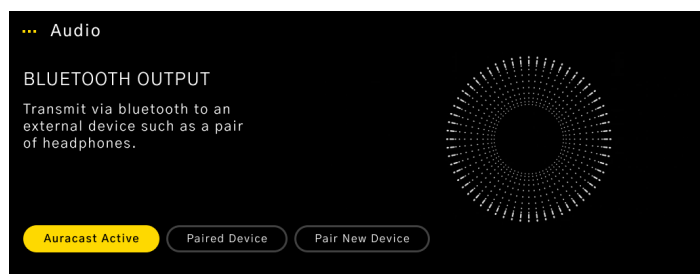 Audio
BLUETOOTH OUTPUT
Transmit via bluetooth to an
external device such as a pair
of headphones.
Auracast Active
Paired Device
Pair New Device